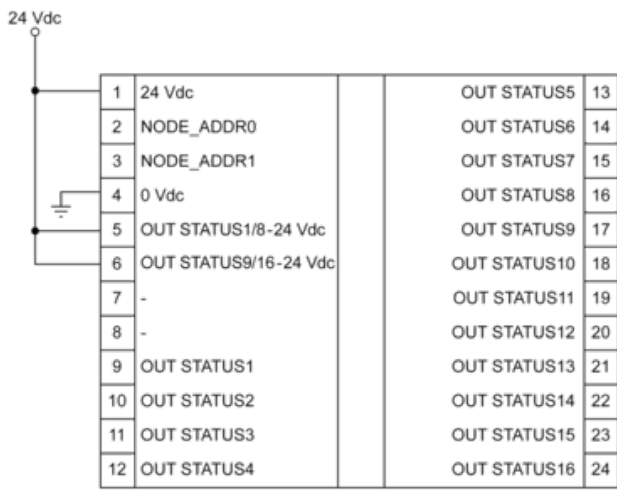 24 Vdc
1 24 Vdc OUT STATUS5 13
2 NODE_ADDR0 OUT STATUS6 14
3 NODE_ADDR1 OUT STATUS7 15
4 0 Vdc OUT STATUS8 16
5 OUT STATUS1/8-24 Vdc OUT STATUS9 17
6 OUT STATUS9/16-24 Vdc OUT STATUS10 18
7 - OUT STATUS11 19
8 - OUT STATUS12 20
9 OUT STATUS1 OUT STATUS13 21
10 OUT STATUS2 OUT STATUS14 22
11 OUT STATUS3 OUT STATUS15 23
12 OUT STATUS4 OUT STATUS16 24